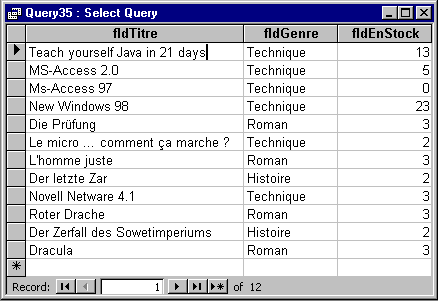 Query35 : Select Query
fldTitre fldGenre fldEnStock
Teach yourself Java in 21 days Technique 13
MS-Access 2.0 Technique 5
Ms-Access 97 Technique 0
New Windows 98 Technique 23
Die Prüfung Roman 3
Le micro ... comment ça marche ? Technique 2
L'homme juste Roman 3
Der letzte Zar Histoire 2
Novell Netware 4.1 Technique 3
Roter Drache Roman 3
Der Zerfall des Sowetimperiums Histoire 2
Dracula Roman 3
Record: 1 of 12